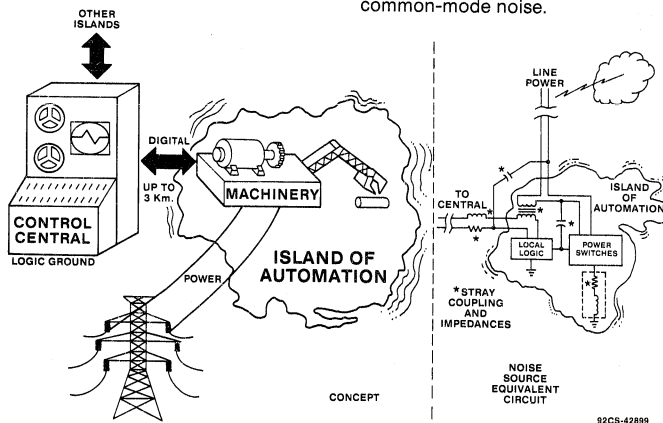 common-mode noise.
OTHER
ISLANDS
DIGITAL
UP TO
3 Km.
CONTROL
CENTRAL
LOGIC GROUND
MACHINERY
POWER
ISLAND OF
AUTOMATION
CONCEPT
LINE
POWER
TO
CENTRAL
ISLAND
OF
AUTOMATION
LOCAL
LOGIC
POWER
SWITCHES
*STRAY
COUPLING
AND
IMPEDANCES
NOISE
SOURCE
EQUIVALENT
CIRCUIT
92CS-42899